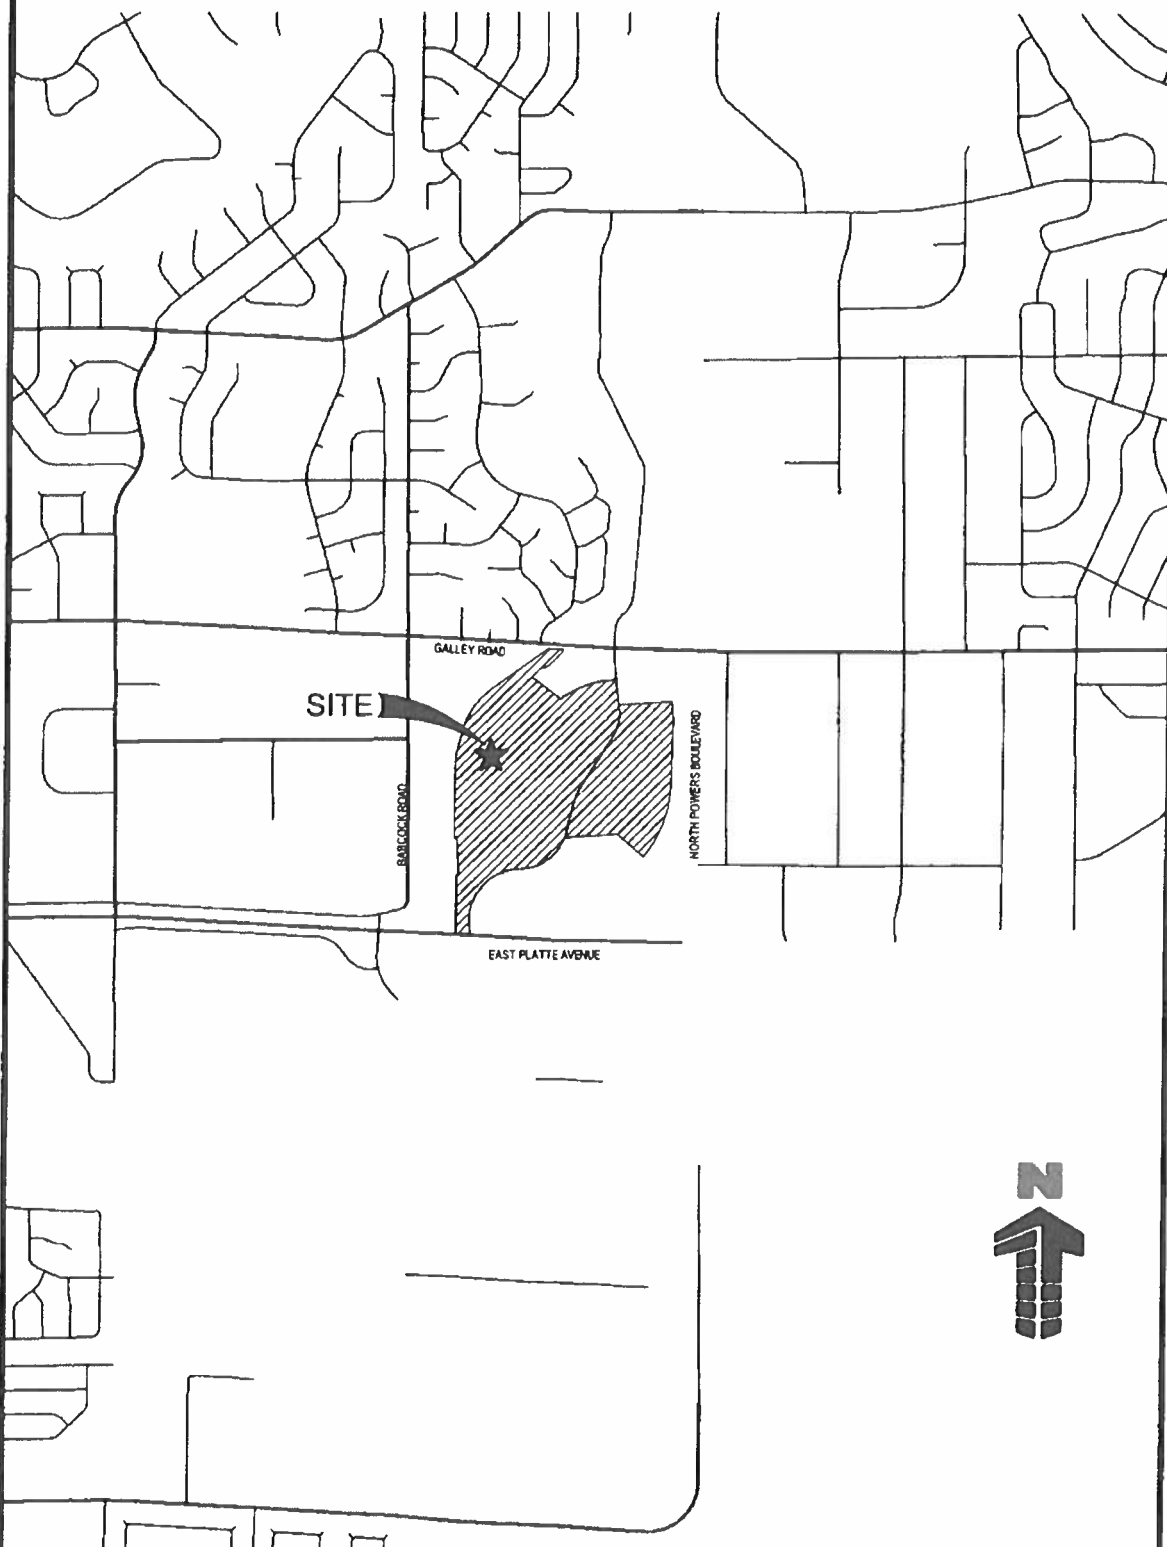 GALLEY ROAD
SITE
NORTH POWERS BOULEVARD
BABCOCK ROAD
EAST PLATTE AVENUE
N